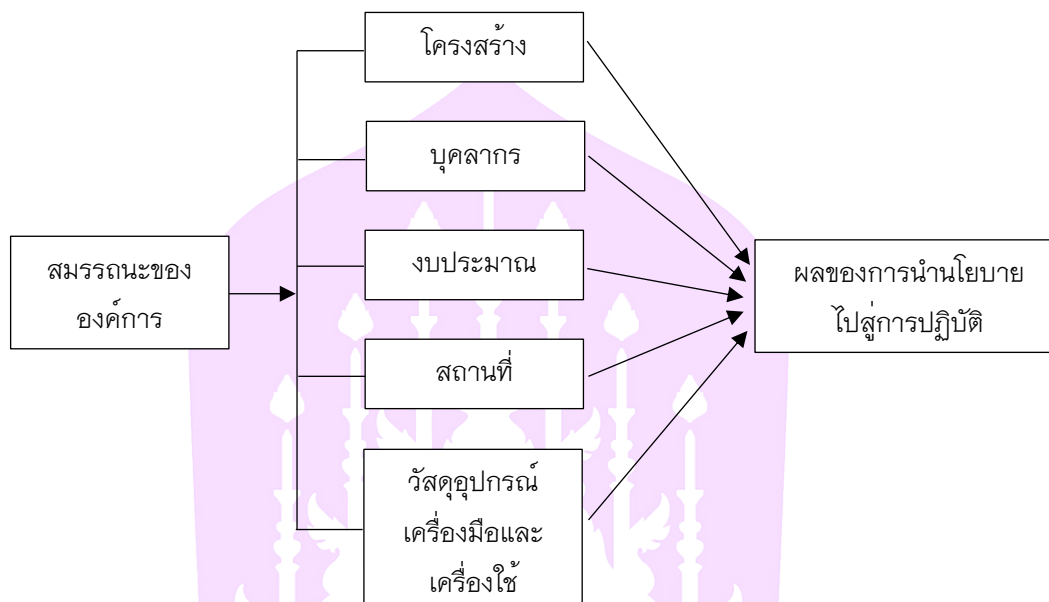 โครงสร้าง
บุคลากร
สมรรถนะของ
องค์การ
งบประมาณ
สถานที่
วัสดุอุปกรณ์
เครื่องมือและ
เครื่องใช้
ผลของการนำนโยบาย
ไปสู่การปฏิบัติ